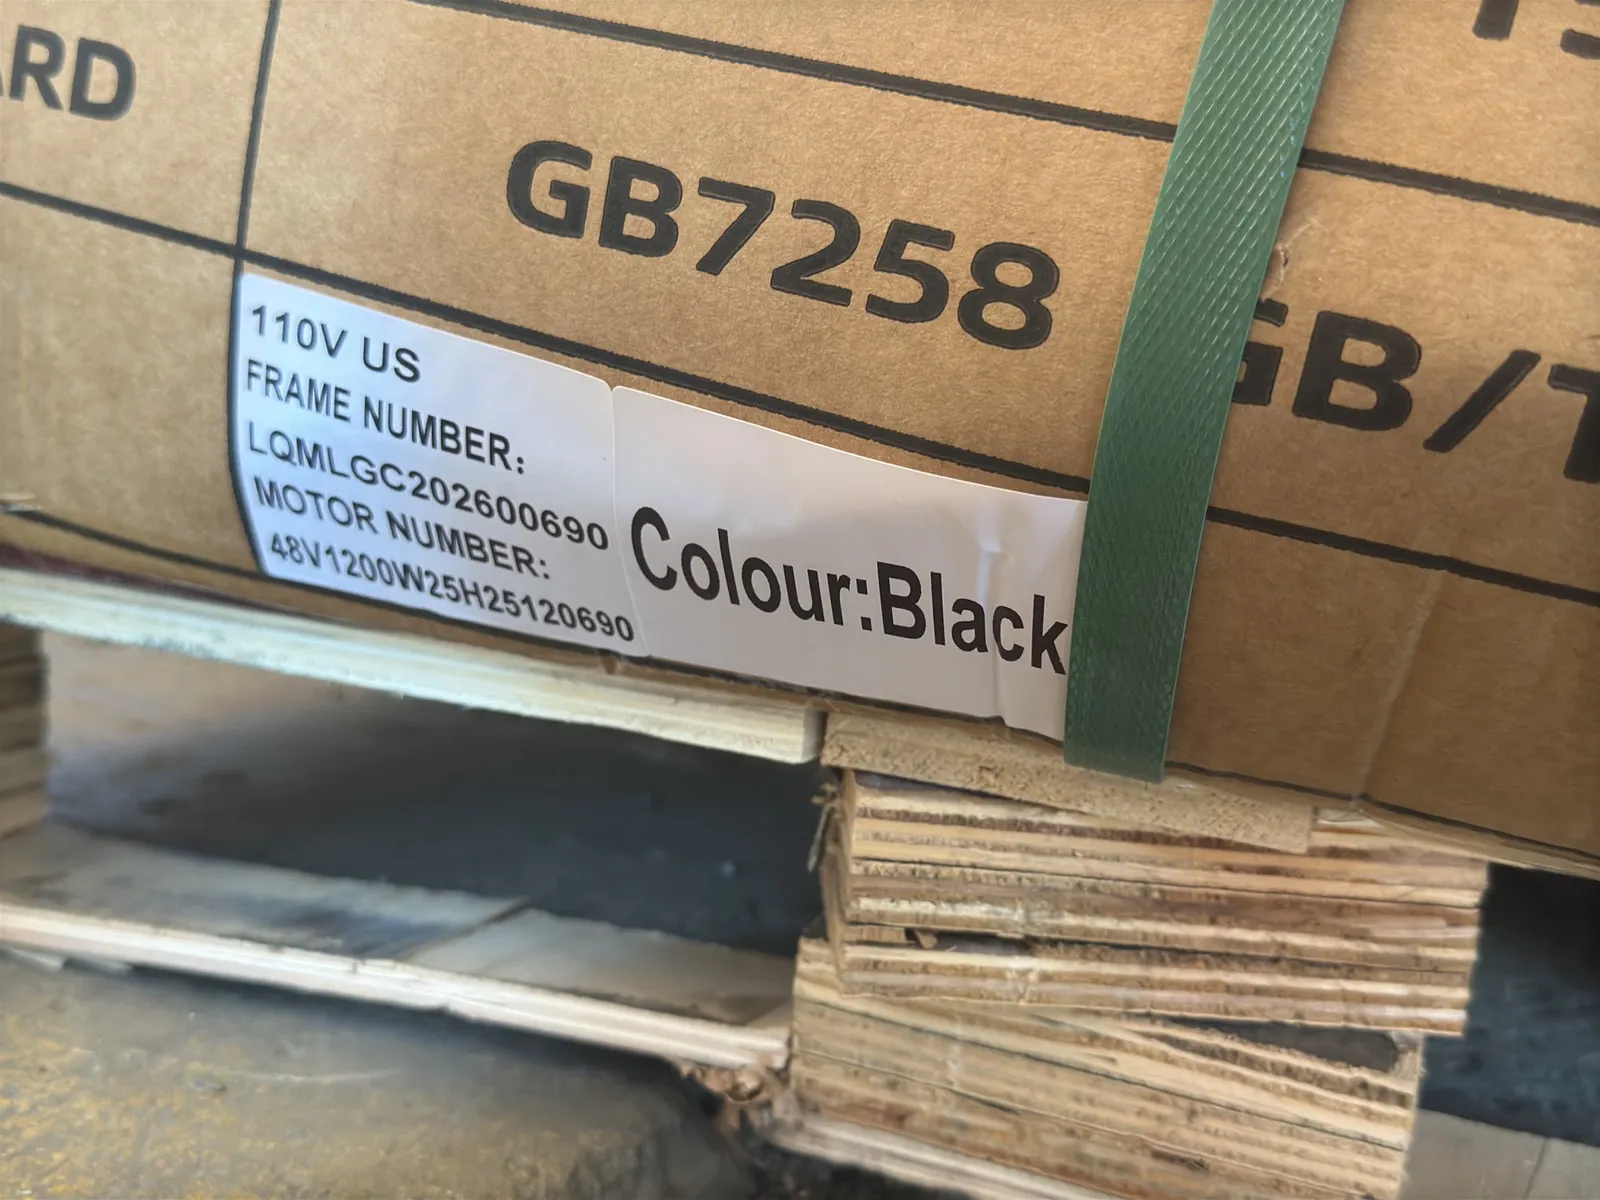 ARD
GB7258
GB/T
110V US
FRAME NUMBER:
LQMLGC202600690
MOTOR NUMBER:
48V1200W25H25120690
Colour:Black